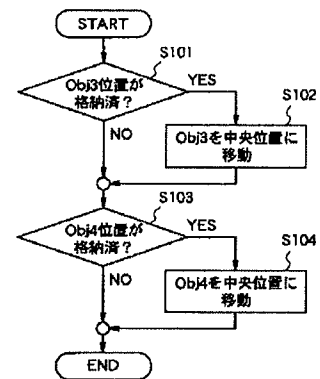 START
S101
Obj3位置が
格納済？
YES
S102
NO
Obj3を中央位置に
移動
S103
Obj4位置が
格納済？
YES
S104
NO
Obj4を中央位置に
移動
END